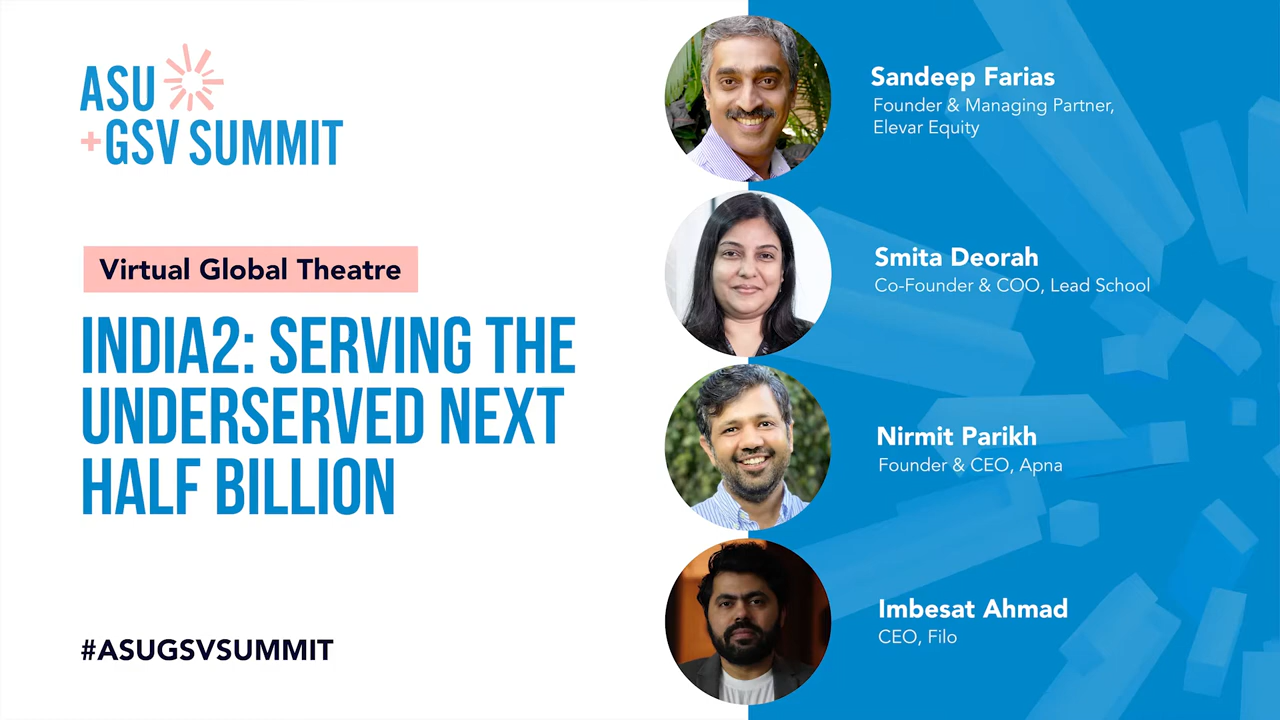 ASU
+GSV SUMMIT
Virtual Global Theatre
INDIA2: SERVING THE
UNDERSERVED NEXT
HALF BILLION
#ASUGSVSUMMIT
Sandeep Farias
Founder & Managing Partner,
Elevar Equity
Smita Deorah
Co-Founder & COO, Lead School
Nirmit Parikh
Founder & CEO, Apna
Imbesat Ahmad
CEO, Filo